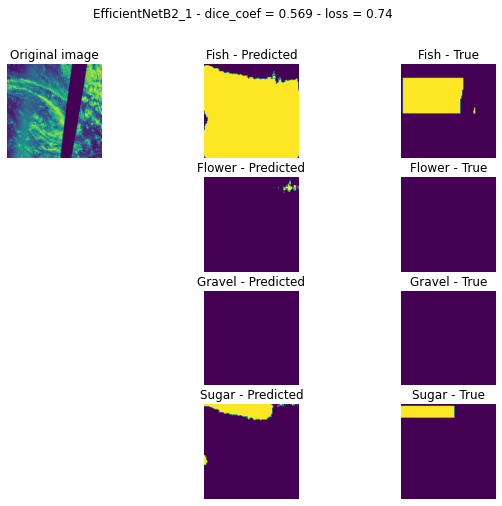 EfficientNetB2_1 - dice_coef = 0.569 - loss = 0.74
Original image
Fish - Predicted
Fish - True
Flower - Predicted
Flower - True
Gravel - Predicted
Gravel - True
Sugar - Predicted
Sugar - True